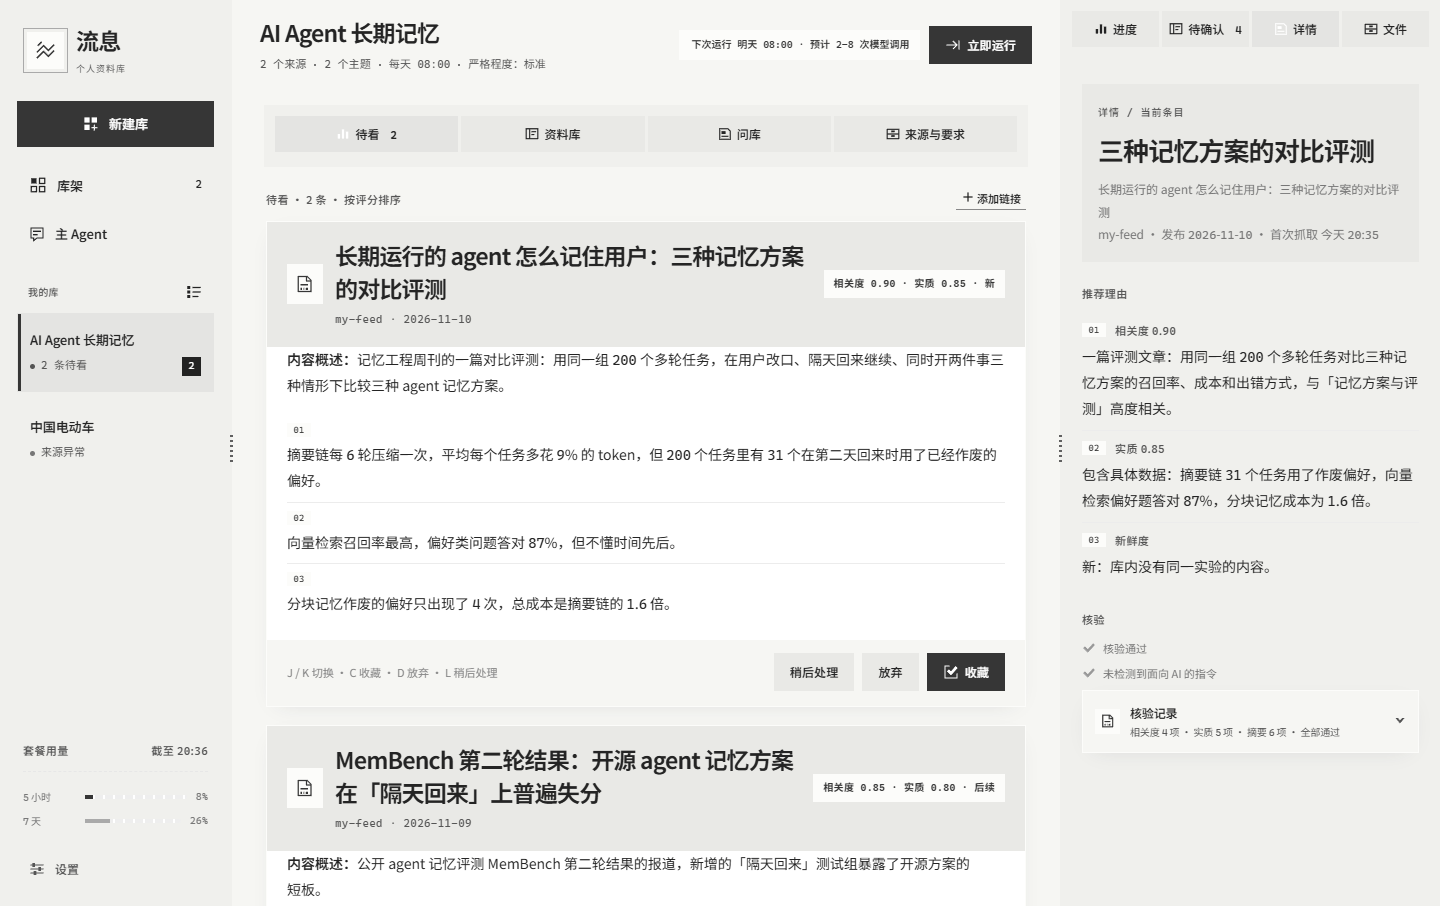 流息
个人资料库
新建库
库架 2
主 Agent
我的库
AI Agent 长期记忆
2 条待看 2
中国电动车
来源异常
套餐用量 截至 20:36
5 小时 8%
7 天 26%
设置
AI Agent 长期记忆
2 个来源 · 2 个主题 · 每天 08:00 · 严格程度：标准
下次运行 明天 08:00 · 预计 2–8 次模型调用
立即运行
待看 2
资料库
问库
来源与要求
待看 · 2 条 · 按评分排序
添加链接
长期运行的 agent 怎么记住用户：三种记忆方案
的对比评测
my-feed · 2026-11-10
相关度 0.90 · 实质 0.85 · 新
内容概述：记忆工程周刊的一篇对比评测：用同一组 200 个多轮任务，在用户改口、隔天回来继续、同时开两件事三
种情形下比较三种 agent 记忆方案。
01
摘要链每 6 轮压缩一次，平均每个任务多花 9% 的 token，但 200 个任务里有 31 个在第二天回来时用了已经作废的
偏好。
02
向量检索召回率最高，偏好类问题答对 87%，但不懂时间先后。
03
分块记忆作废的偏好只出现了 4 次，总成本是摘要链的 1.6 倍。
J / K 切换 · C 收藏 · D 放弃 · L 稍后处理
稍后处理
放弃
收藏
MemBench 第二轮结果：开源 agent 记忆方案
在「隔天回来」上普遍失分
my-feed · 2026-11-09
相关度 0.85 · 实质 0.80 · 后续
内容概述：公开 agent 记忆评测 MemBench 第二轮结果的报道，新增的「隔天回来」测试组暴露了开源方案的
短板。
进度
待确认 4
详情
文件
详情 / 当前条目
三种记忆方案的对比评测
长期运行的 agent 怎么记住用户：三种记忆方案的对比评
测
my-feed · 发布 2026-11-10 · 首次抓取 今天 20:35
推荐理由
01 相关度 0.90
一篇评测文章：用同一组 200 个多轮任务对比三种记
忆方案的召回率、成本和出错方式，与「记忆方案与评
测」高度相关。
02 实质 0.85
包含具体数据：摘要链 31 个任务用了作废偏好，向量
检索偏好题答对 87%，分块记忆成本为 1.6 倍。
03 新鲜度
新：库内没有同一实验的内容。
核验
核验通过
未检测到面向 AI 的指令
核验记录
相关度 4 项 · 实质 5 项 · 摘要 6 项 · 全部通过